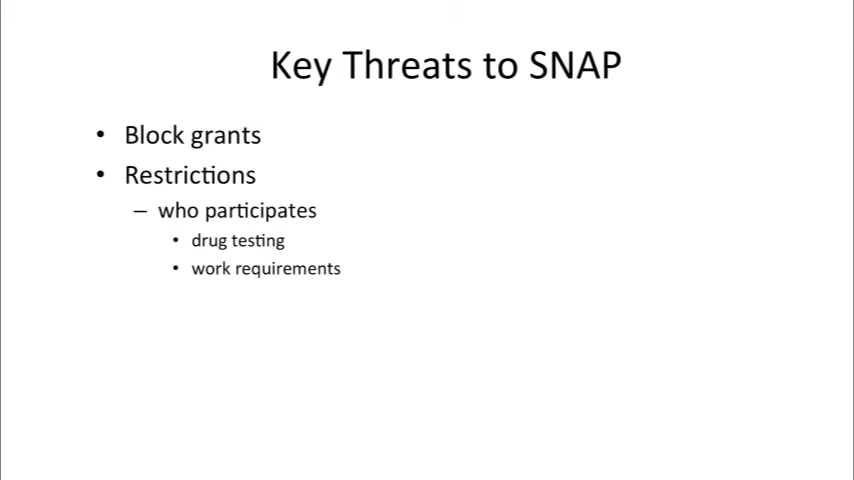 Key Threats to SNAP
• Block grants
• Restrictions
– who participates
• drug testing
• work requirements